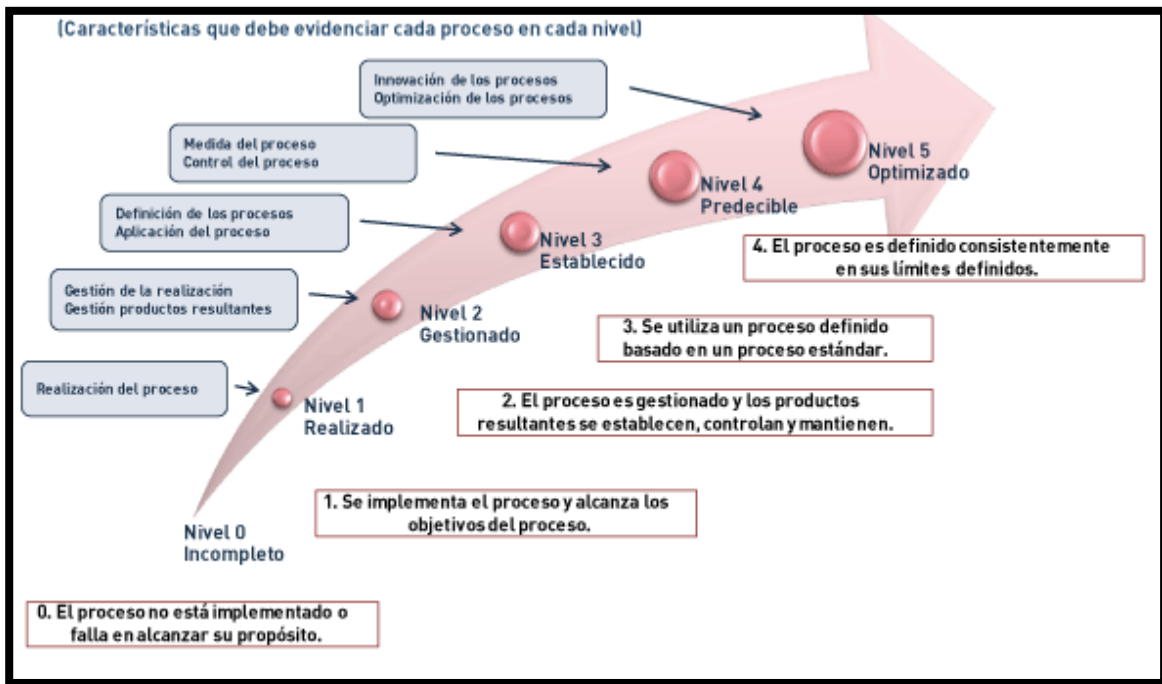 (Características que debe evidenciar cada proceso en cada nivel)
Innovación de los procesos
Optimización de los procesos
Nivel 5
Optimizado
Medida del proceso
Control del proceso
Nivel 4
Predecible
Definición de los procesos
Aplicación del proceso
Nivel 3
Establecido
4. El proceso es definido consistentemente
en sus límites definidos.
Gestión de la realización
Gestión productos resultantes
Nivel 2
Gestionado
3. Se utiliza un proceso definido
basado en un proceso estándar.
Realización del proceso
Nivel 1
Realizado
2. El proceso es gestionado y los productos
resultantes se establecen, controlan y mantienen.
1. Se implementa el proceso y alcanza los
objetivos del proceso.
Nivel 0
Incompleto
0. El proceso no está implementado o
falla en alcanzar su propósito.